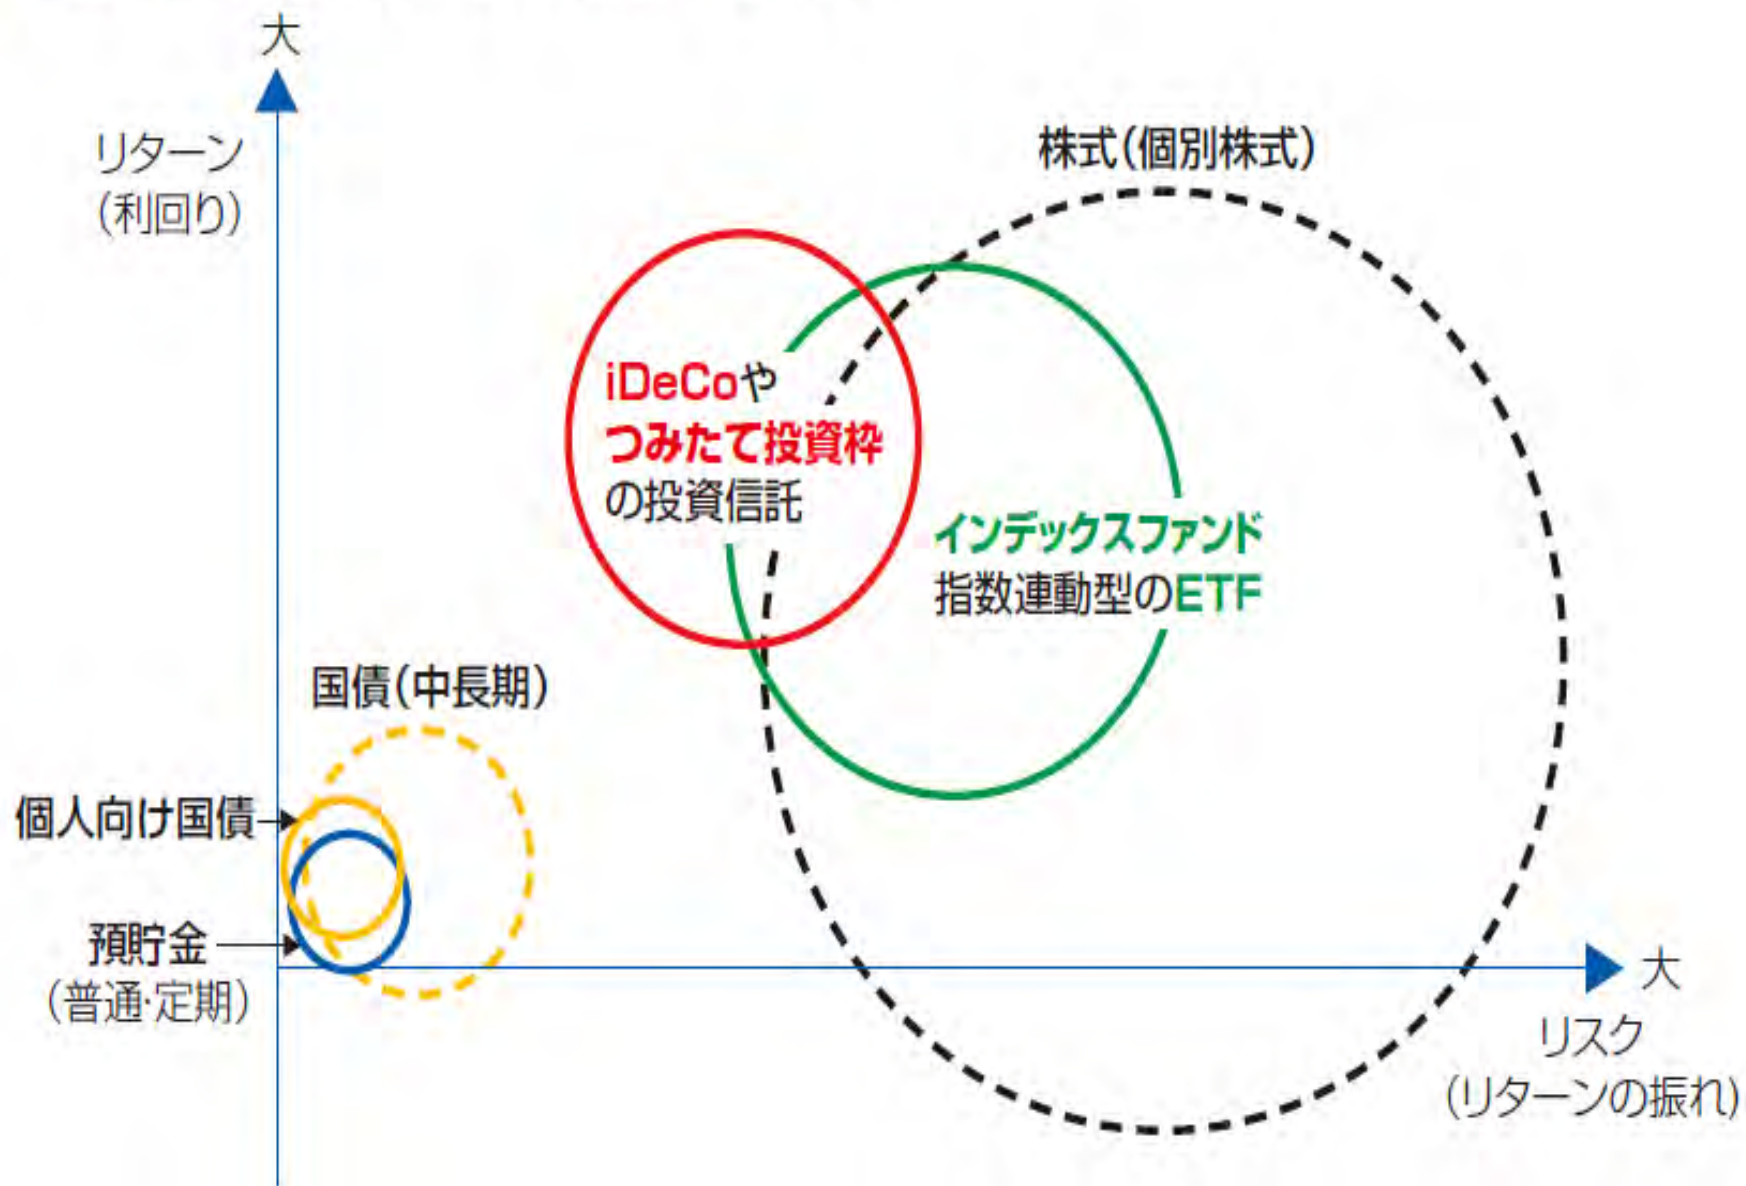 大
リターン
(利回り)
株式(個別株式)
iDeCoや
つみたて投資枠
の投資信託
インデックスファンド
指数連動型のETF
国債(中長期)
個人向け国債
預貯金
(普通·定期)
大
リスク
(リターンの振れ)